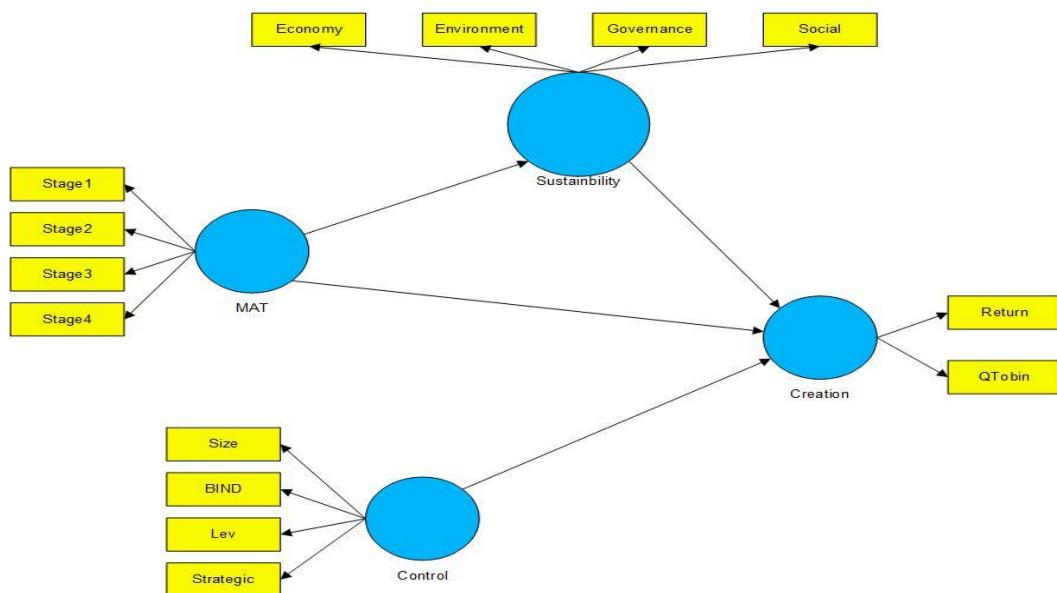 Economy
Environment
Governance
Social
Sustainbility
Stage1
Stage2
Stage3
Stage4
MAT
Return
QTobin
Creation
Size
BIND
Lev
Strategic
Control